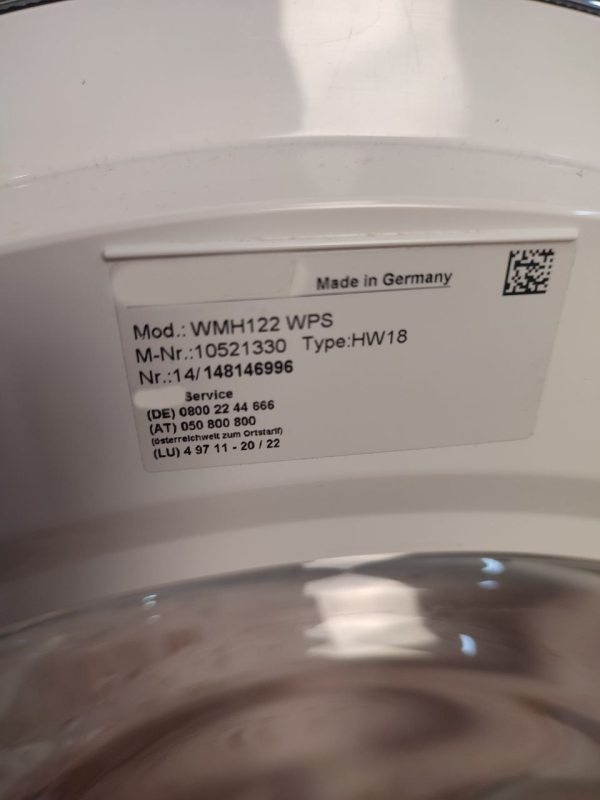 Made in Germany
Mod.: WMH122 WPS
M-Nr.:10521330 Type:HW18
Nr.:14/148146996
Service
(DE) 0800 22 44 666
(AT) 050 800 800
(österreichweit zum Ortstarif)
(LU) 4 97 11 - 20 / 22